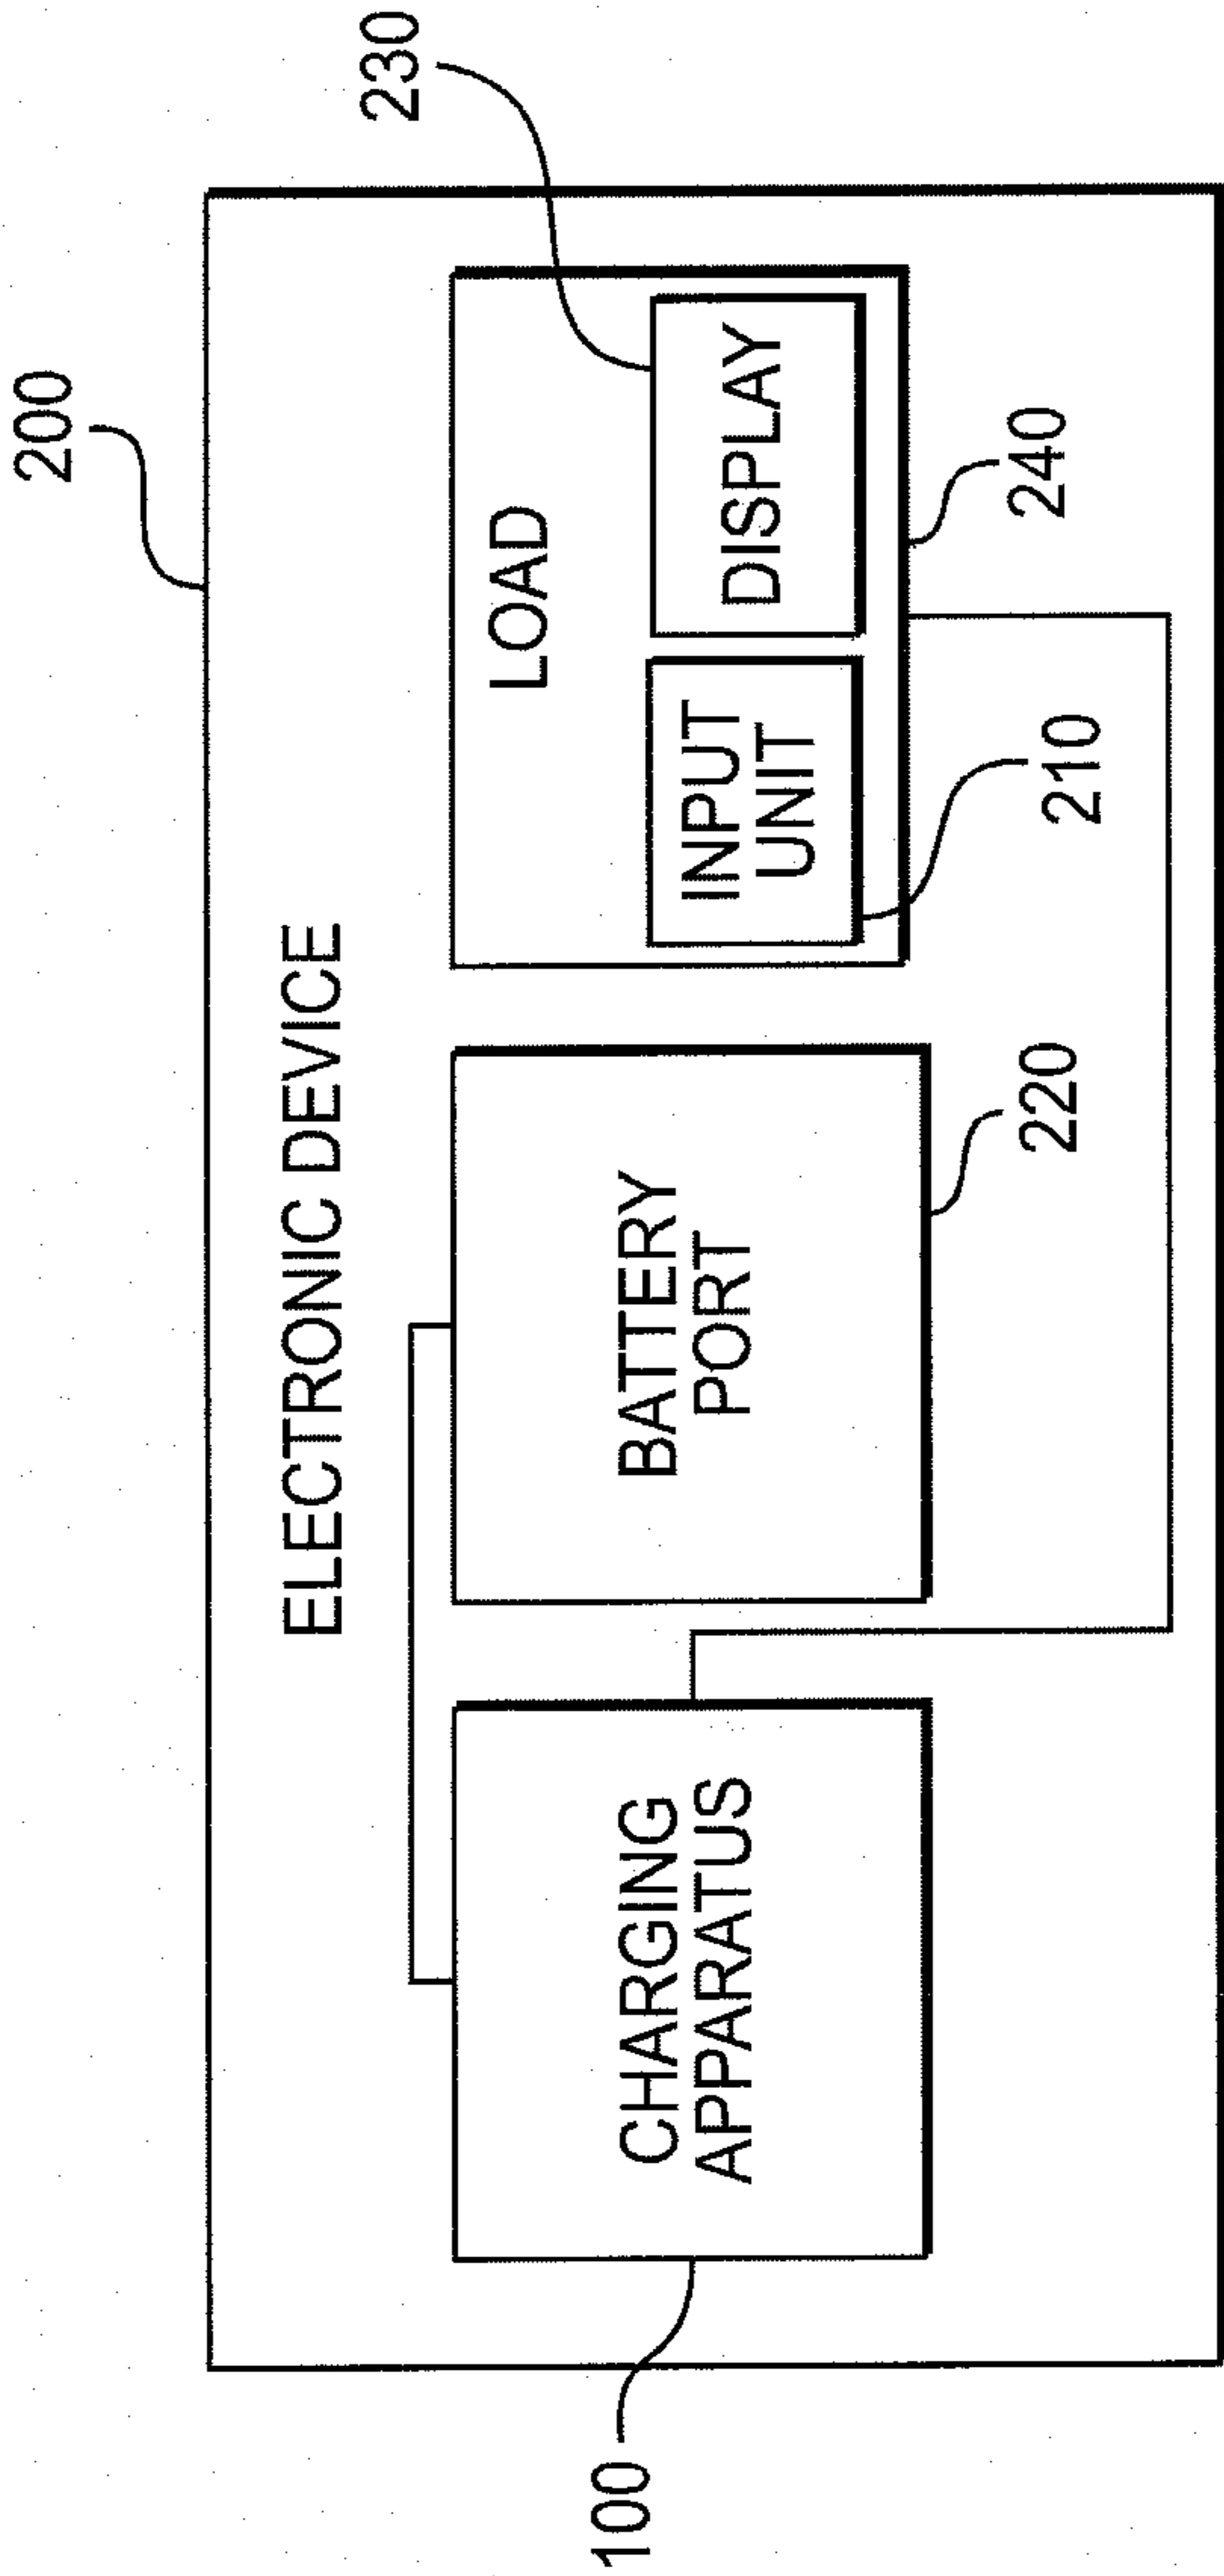 200
ELECTRONIC DEVICE
230
LOAD
CHARGING
APPARATUS
BATTERY
PORT
INPUT
UNIT
DISPLAY
100
220
210
240